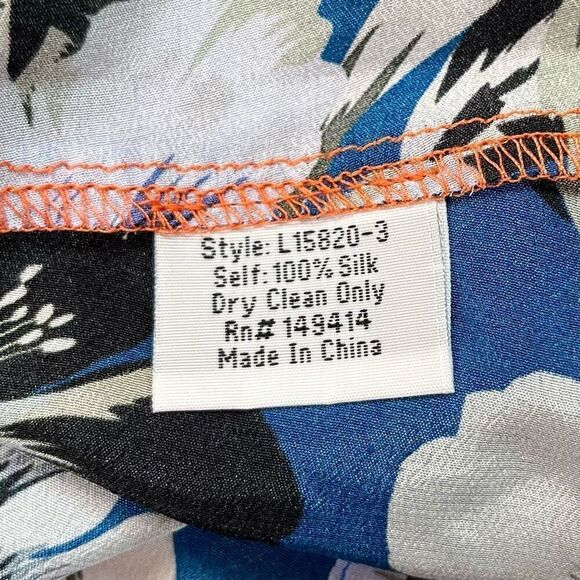 Style: L15820-3
Self: 100% Silk
Dry Clean Only
Rn# 149414
Made In China